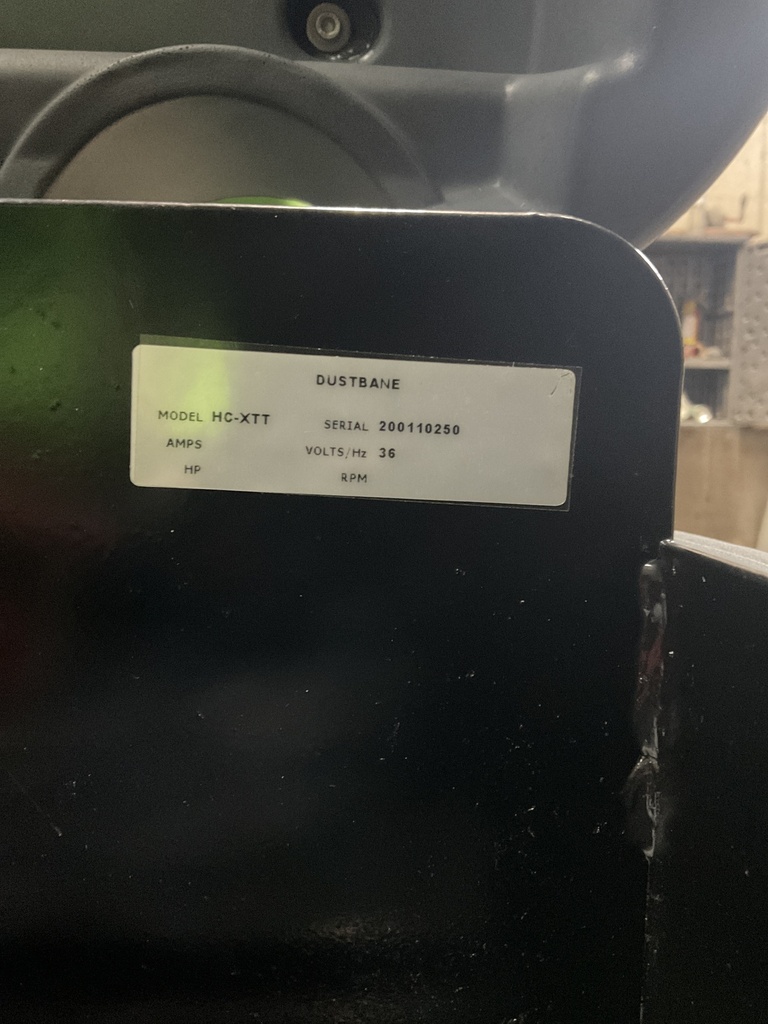 DUSTBANE
MODEL HC-XTT SERIAL 200110250
AMPS VOLTS/Hz 36
HP RPM